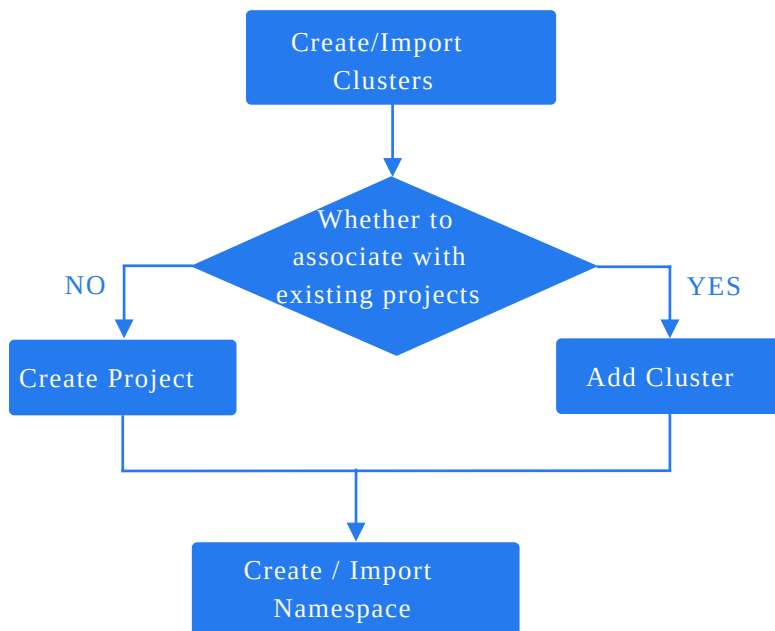 Create/Import
Clusters
Whether to
associate with
existing projects
NO
YES
Create Project
Add Cluster
Create / Import
Namespace